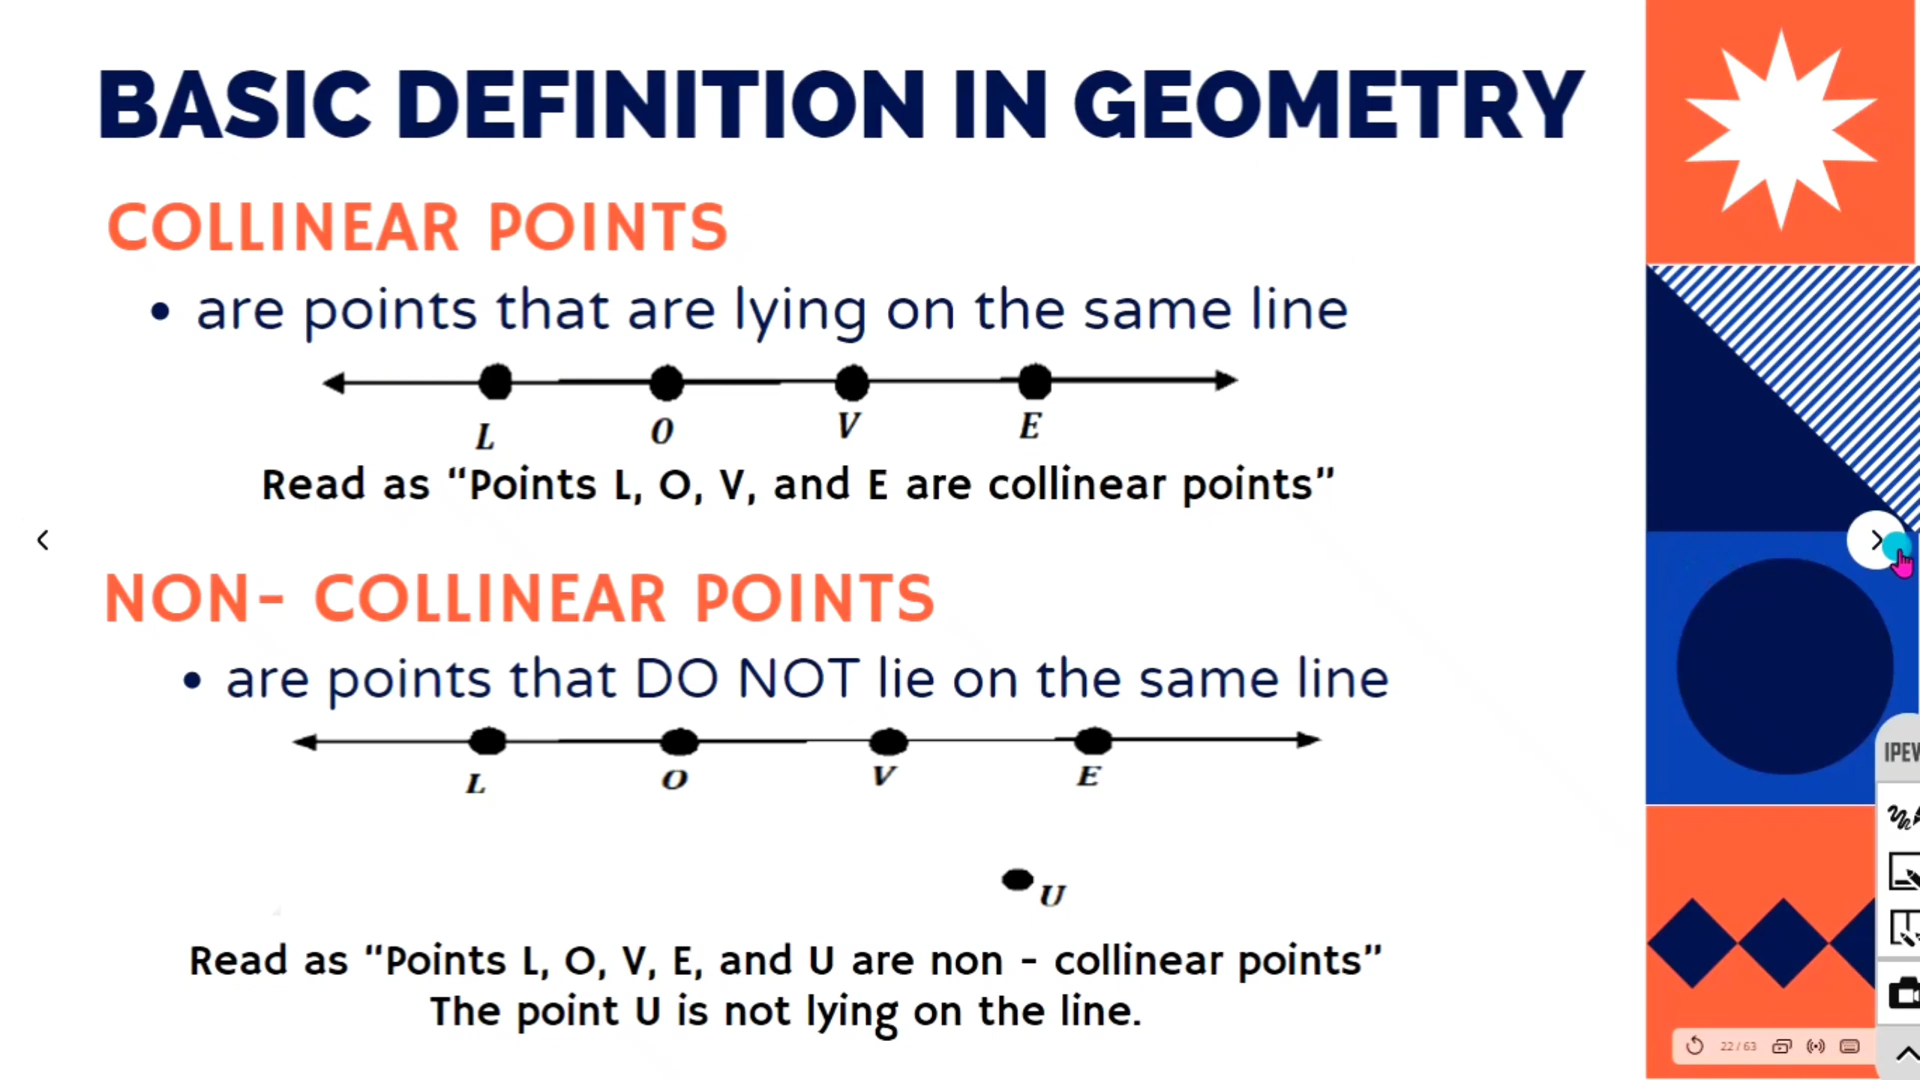 BASIC DEFINITION IN GEOMETRY
COLLINEAR POINTS
• are points that are lying on the same line
L O V E
Read as “Points L, O, V, and E are collinear points”
NON- COLLINEAR POINTS
• are points that DO NOT lie on the same line
L O V E
U
Read as “Points L, O, V, E, and U are non - collinear points”
The point U is not lying on the line.
22 / 63